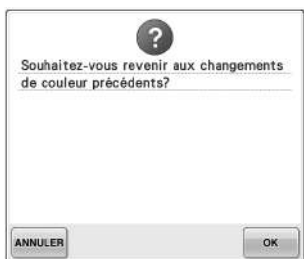 ?
Souhaitez-vous revenir aux changements
de couleur précédents?
ANNULER
OK